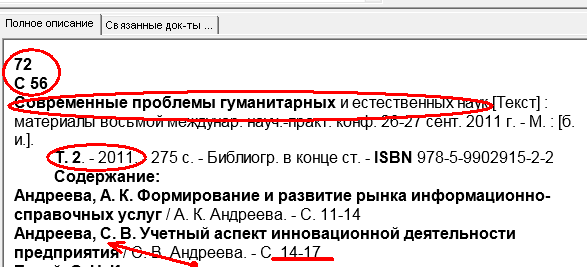 Полное описание
Связанные док-ты ...
72
С 56
Современные проблемы гуманитарных и естественных наук [Текст] :
материалы восьмой междунар. науч.-практ. конф. 26-27 сент. 2011 г. - М. : [б.
и.].
Т. 2. - 2011. - 275 с. - Библиогр. в конце ст. - ISBN 978-5-9902915-2-2
Содержание:
Андреева, А. К. Формирование и развитие рынка информационно-
справочных услуг / А. К. Андреева. - С. 11-14
Андреева, С. В. Учетный аспект инновационной деятельности
предприятия / С. В. Андреева. - С. 14-17